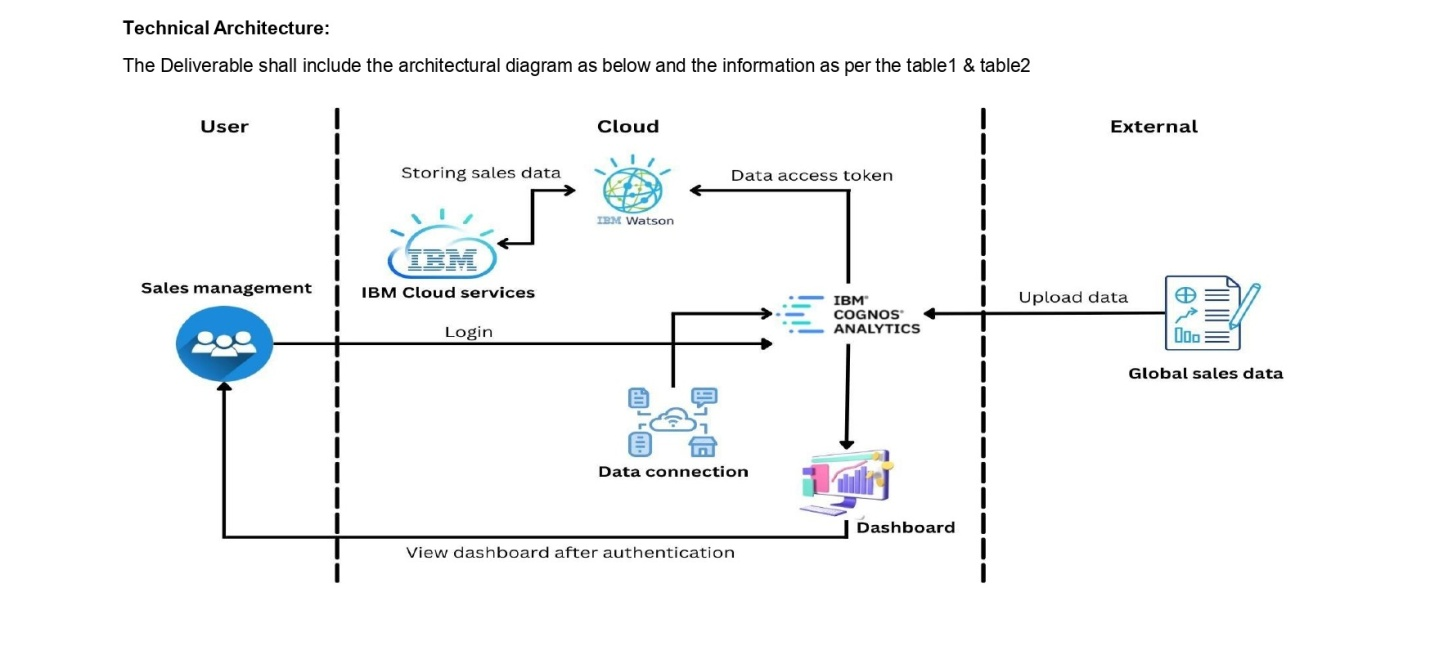 Technical Architecture:
The Deliverable shall include the architectural diagram as below and the information as per the table1 & table2
User
Cloud
External
Storing sales data
Data access token
IBM Watson
IBM
Sales management
IBM Cloud services
IBM®
COGNOS®
ANALYTICS
Upload data
Login
Global sales data
Data connection
Dashboard
View dashboard after authentication